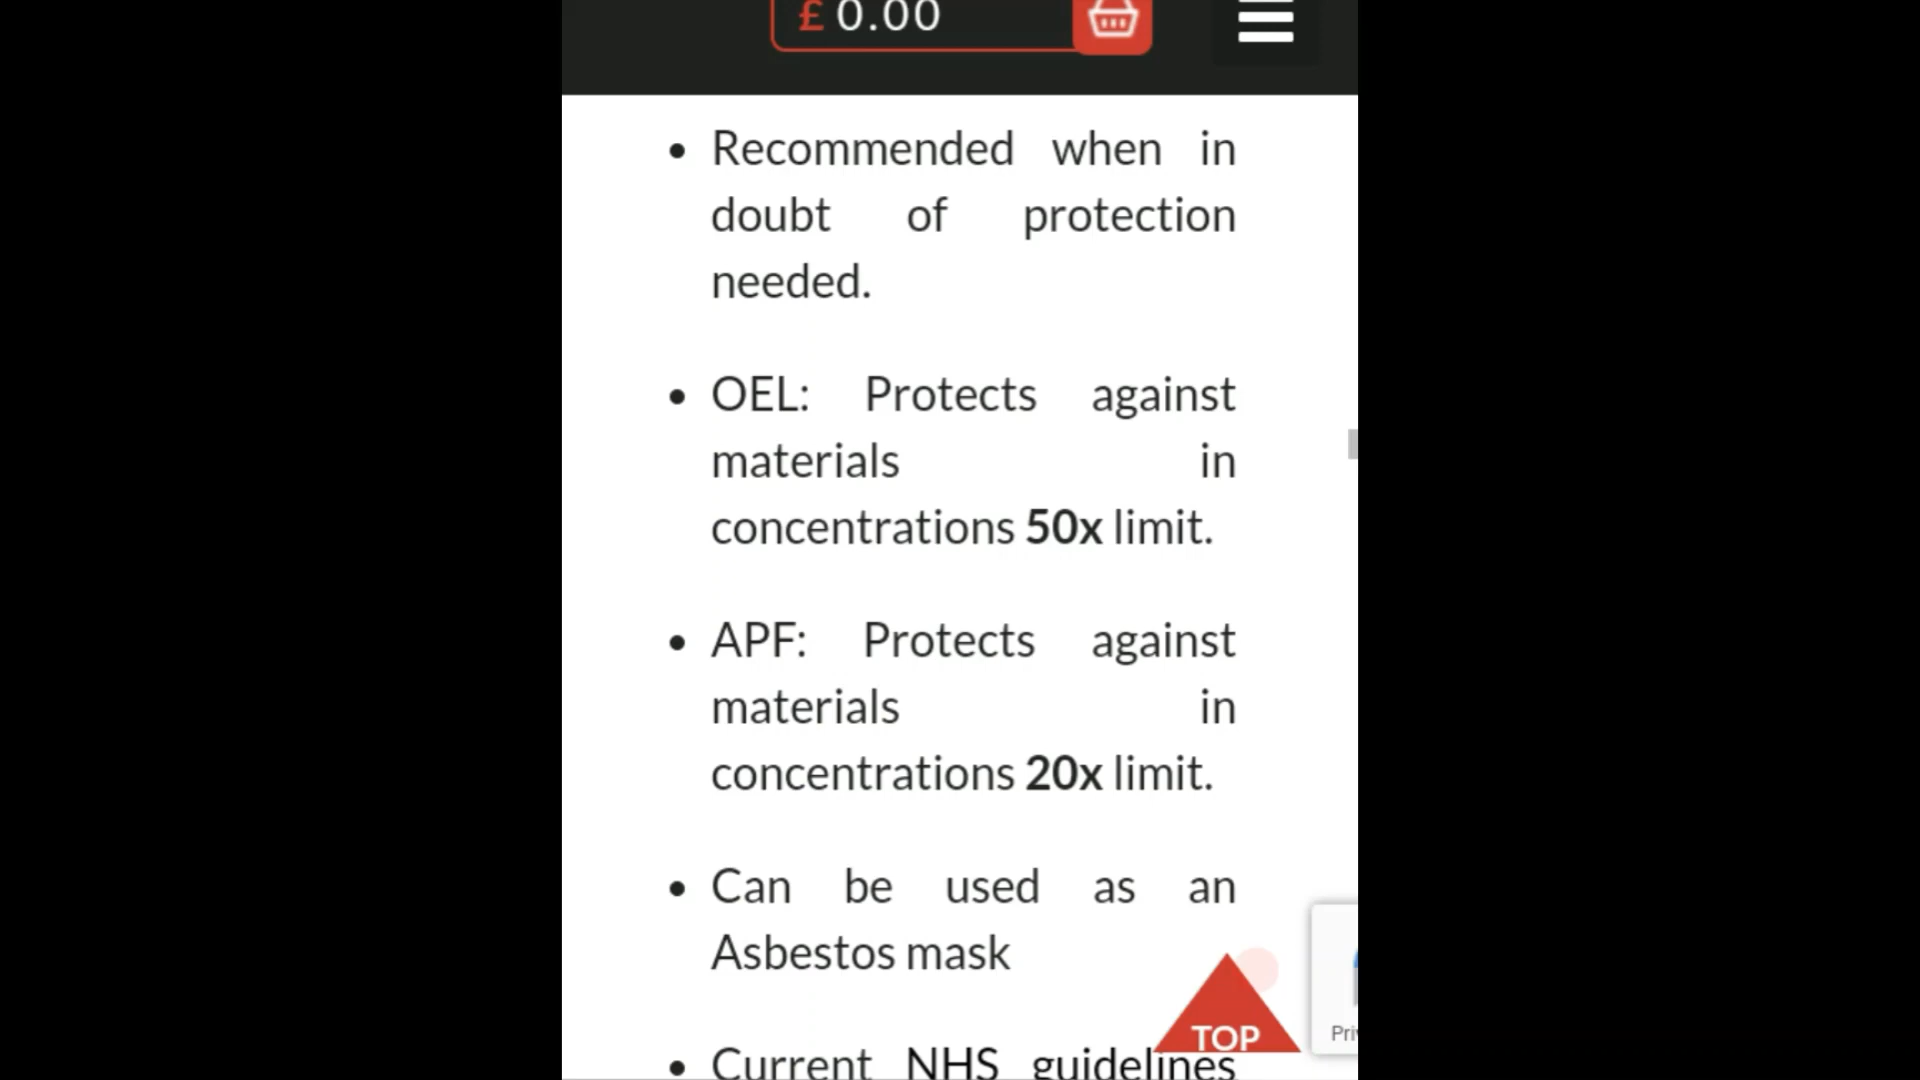 £ 0.00
Recommended when in
doubt of protection
needed.
OEL: Protects against
materials in
concentrations 50x limit.
APF: Protects against
materials in
concentrations 20x limit.
Can be used as an
Asbestos mask
TOP
Current NHS guidelines